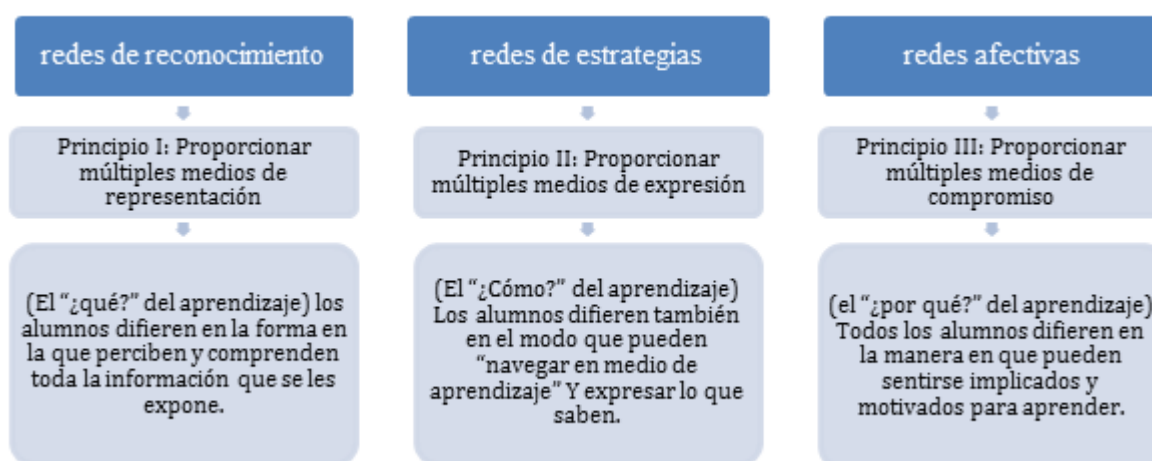 redes de reconocimiento
Principio I: Proporcionar
múltiples medios de
representación
(El “¿qué?” del aprendizaje) los
alumnos difieren en la forma en
la que perciben y comprenden
toda la información que se les
expone.
redes de estrategias
Principio II: Proporcionar
múltiples medios de expresión
(El “¿Cómo?” del aprendizaje)
Los alumnos difieren también
en el modo que pueden
“navegar en medio de
aprendizaje” Y expresar lo que
saben.
redes afectivas
Principio III: Proporcionar
múltiples medios de
compromiso
(el “¿por qué?” del aprendizaje)
Todos los alumnos difieren en
la manera en que pueden
sentirse implicados y
motivados para aprender.